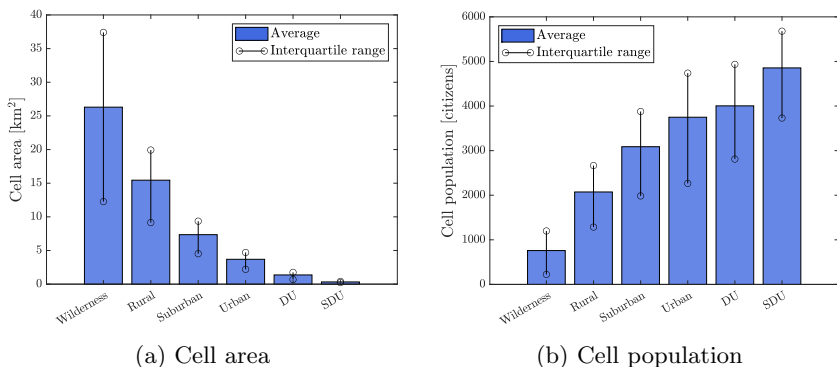 40
35
30
25
20
15
10
5
0
Cell area [km²]
Average
Interquartile range
Wilderness
Rural
Suburban
Urban
DU
SDU
(a) Cell area
6000
5000
4000
3000
2000
1000
0
Cell population [citizens]
Average
Interquartile range
Wilderness
Rural
Suburban
Urban
DU
SDU
(b) Cell population